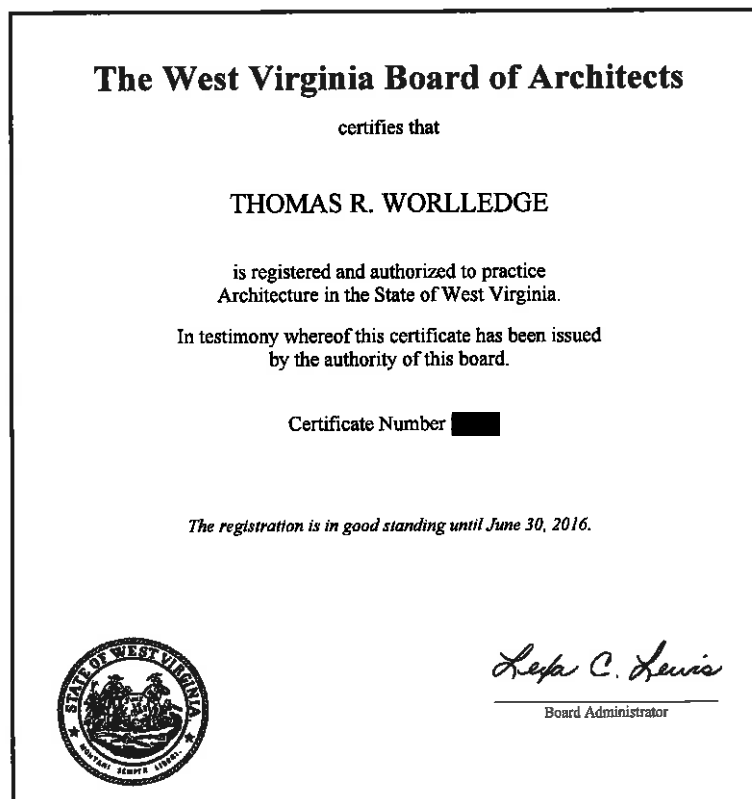 The West Virginia Board of Architects
certifies that
THOMAS R. WORLLEDGE
is registered and authorized to practice
Architecture in the State of West Virginia.
In testimony whereof this certificate has been issued
by the authority of this board.
Certificate Number
The registration is in good standing until June 30, 2016.
STATE OF WEST VIRGINIA
MONTANI SEMPER LIBERI.
Lexa C. Lewis
Board Administrator